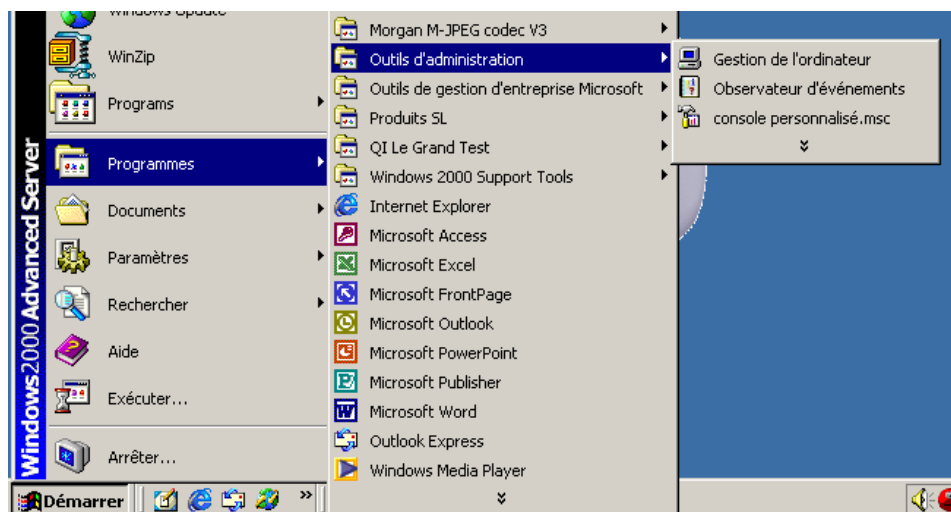 Windows Update
WinZip
Programs
Programmes
Documents
Paramètres
Rechercher
Aide
Exécuter...
Arrêter...
Windows2000 Advanced Server
Morgan M-JPEG codec V3
Outils d'administration
Outils de gestion d'entreprise Microsoft
Produits SL
QI Le Grand Test
Windows 2000 Support Tools
Internet Explorer
Microsoft Access
Microsoft Excel
Microsoft FrontPage
Microsoft Outlook
Microsoft PowerPoint
Microsoft Publisher
Microsoft Word
Outlook Express
Windows Media Player
Gestion de l'ordinateur
Observateur d'événements
console personnalisé.msc
Démarrer